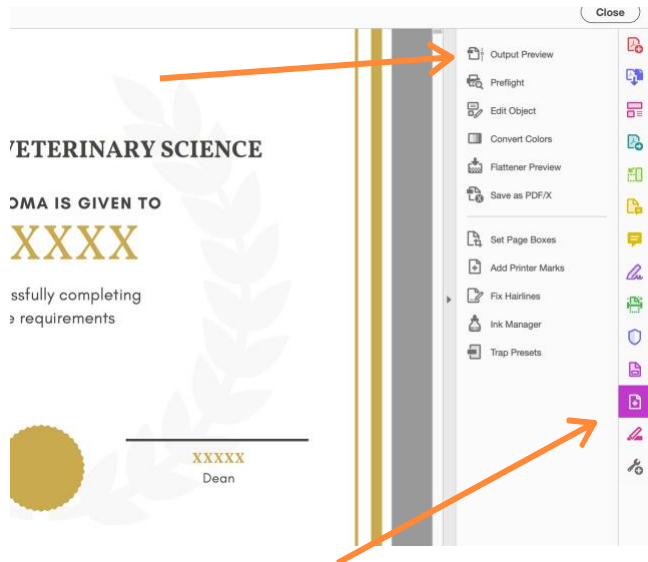 Close
Output Preview
Preflight
Edit Object
Convert Colors
Flattener Preview
Save as PDF/X
Set Page Boxes
Add Printer Marks
Fix Hairlines
Ink Manager
Trap Presets
VETERINARY SCIENCE
OMA IS GIVEN TO
XXXX
ssfully completing
e requirements
XXXXX
Dean